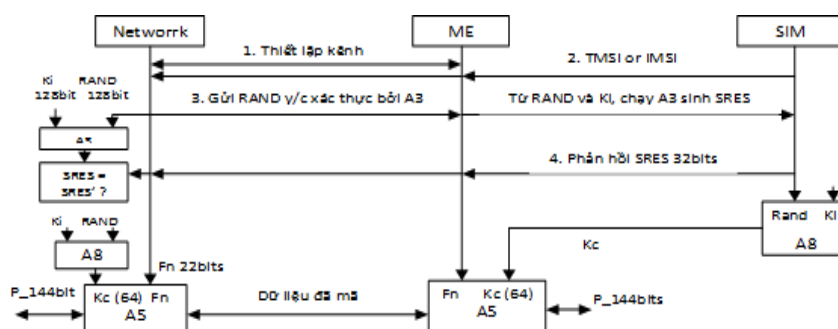 Networrk ME SIM
1. Thiết lập kênh
2. TMSI or IMSI
Ki RAND
128bit 128bit
3. Gửi RAND y/c xác thực bởi A3
Từ RAND và KI, chạy A3 sinh SRES
A3
SRES =
SRES' ?
4. Phản hồi SRES 32bits
Ki RAND
Rand KI
A8
A8
Kc
Fn 22bits
P_144bit
Kc (64) Fn
A5
Dữ liệu đã mã
Fn Kc (64)
A5
P_144bits